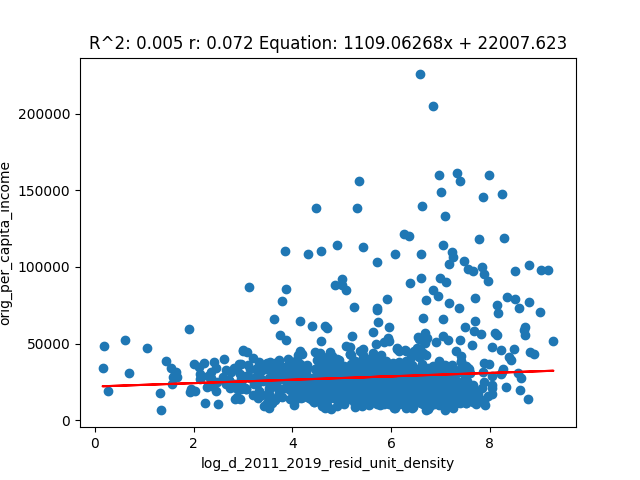 R^2: 0.005 r: 0.072 Equation: 1109.06268x + 22007.623
orig_per_capita_income
200000
150000
100000
50000
0
0 2 4 6 8
log_d_2011_2019_resid_unit_density